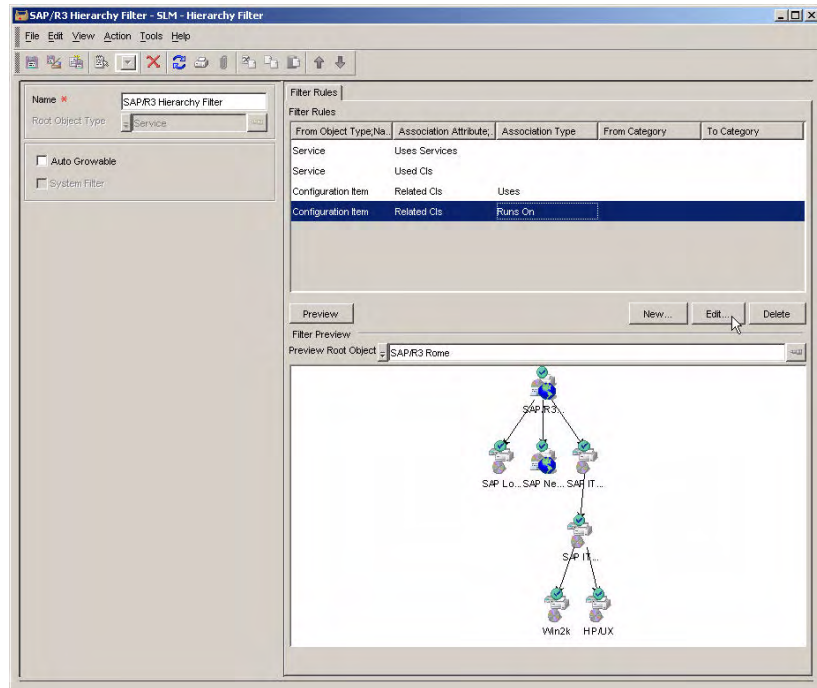 SAP/R3 Hierarchy Filter - SLM - Hierarchy Filter
File Edit View Action Tools Help
Name
SAP/R3 Hierarchy Filter
Root Object Type
Service
Auto Growable
System Filter
Filter Rules
Filter Rules
From Object Type;Na.. Association Attribute;. Association Type From Category To Category
Service Uses Services
Service Used CIs
Configuration Item Related CIs Uses
Configuration Item Related CIs Runs On
Preview New... Edit... Delete
Filter Preview
Preview Root Object SAP/R3 Rome
SAP/R3...
SAP Lo... SAP Ne... SAP IT...
SAP IT...
Win2k HP/UX